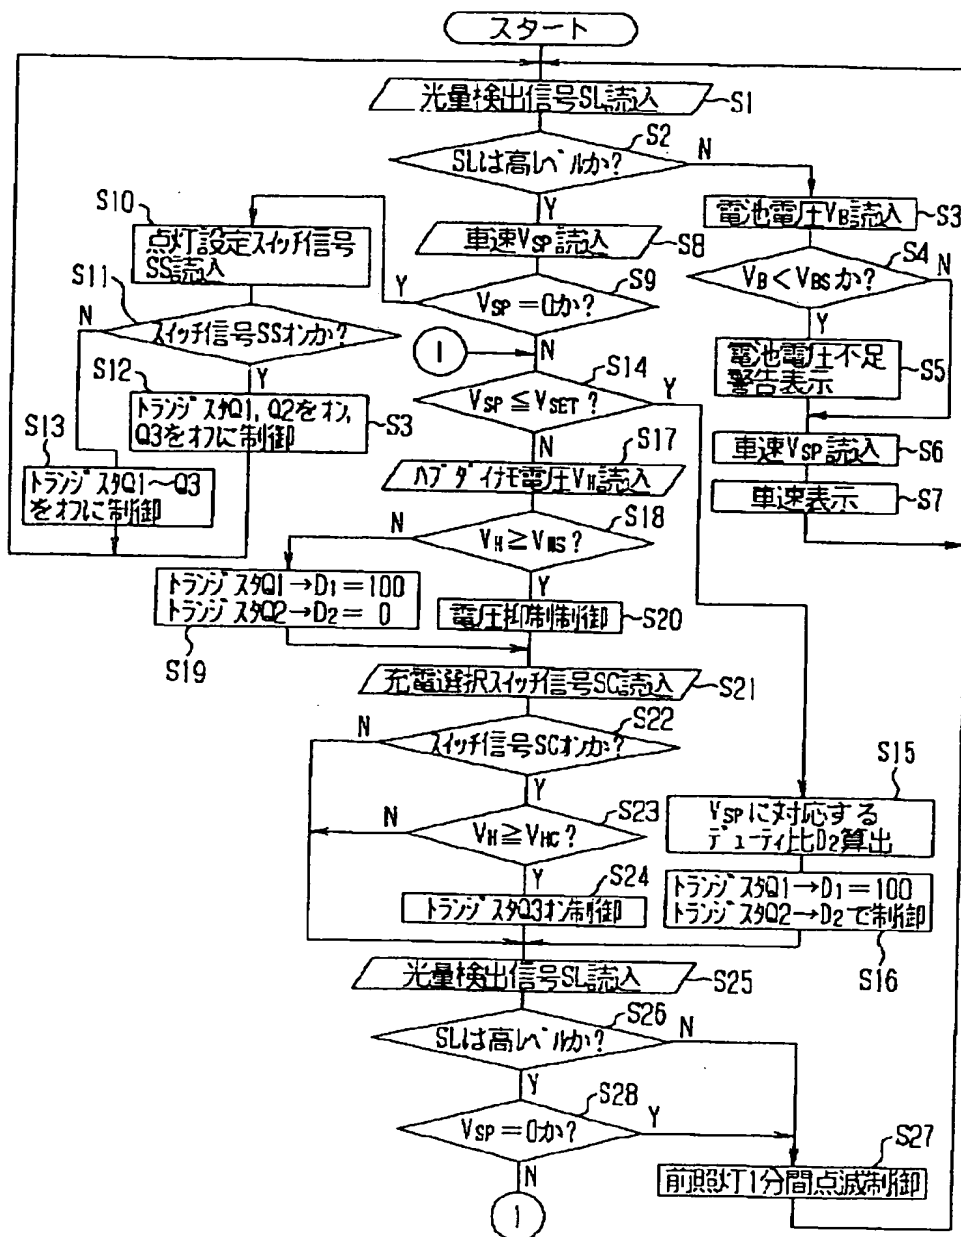 スタート
光量検出信号SL読込
S1
SLは高レベルか?
S2
N
Y
電池電圧VB読込
S3
VB<VBSか?
S4
N
Y
電池電圧不足
警告表示
S5
車速VSP読込
S6
車速表示
S7
車速VSP読込
S8
VSP=0か?
S9
Y
N
S10
点灯設定スイッチ信号
SS読込
S11
スイッチ信号SSオンか?
N
Y
S12
トランジスタQ1,Q2をオン,
Q3をオフに制御
S3
S13
トランジスタQ1~Q3
をオフに制御
1
VSP≦VSET?
S14
Y
N
ハブダイナモ電圧VH読込
S17
VH≧VHS?
S18
N
Y
トランジスタQ1→D1=100
トランジスタQ2→D2=0
S19
電圧抑制制御
S20
充電選択スイッチ信号SC読込
S21
スイッチ信号SCオンか?
S22
N
Y
VH≧VHC?
S23
N
Y
トランジスタQ3オン制御
S24
S15
VSPに対応する
デューティ比D2算出
トランジスタQ1→D1=100
トランジスタQ2→D2で制御
S16
光量検出信号SL読込
S25
SLは高レベルか?
S26
N
Y
VSP=0か?
S28
Y
N
S27
前照灯1分間点滅制御
1